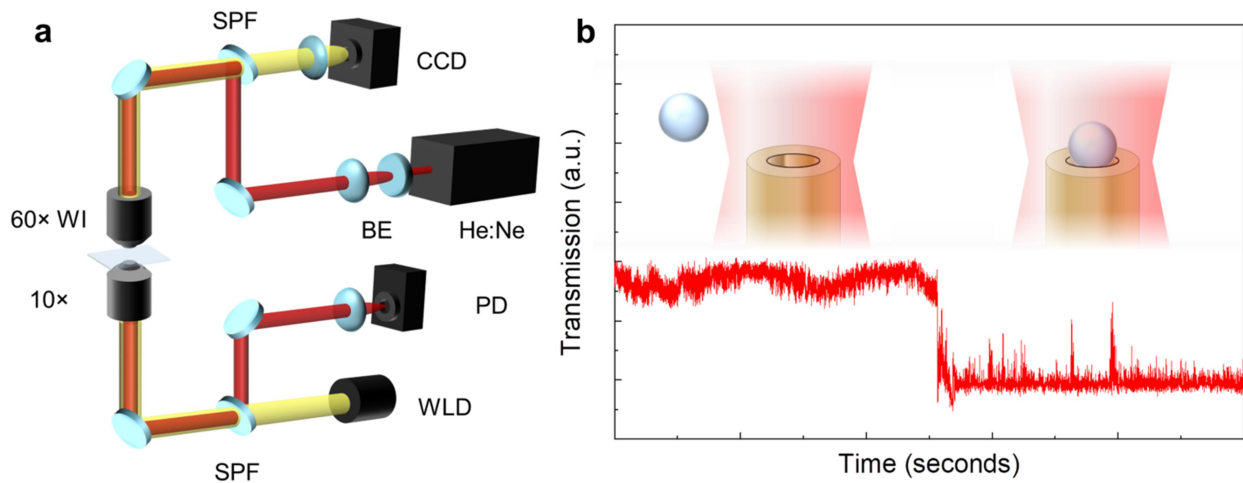 a
SPF
CCD
60× WI
BE
He:Ne
10×
PD
WLD
SPF
b
Transmission (a.u.)
Time (seconds)